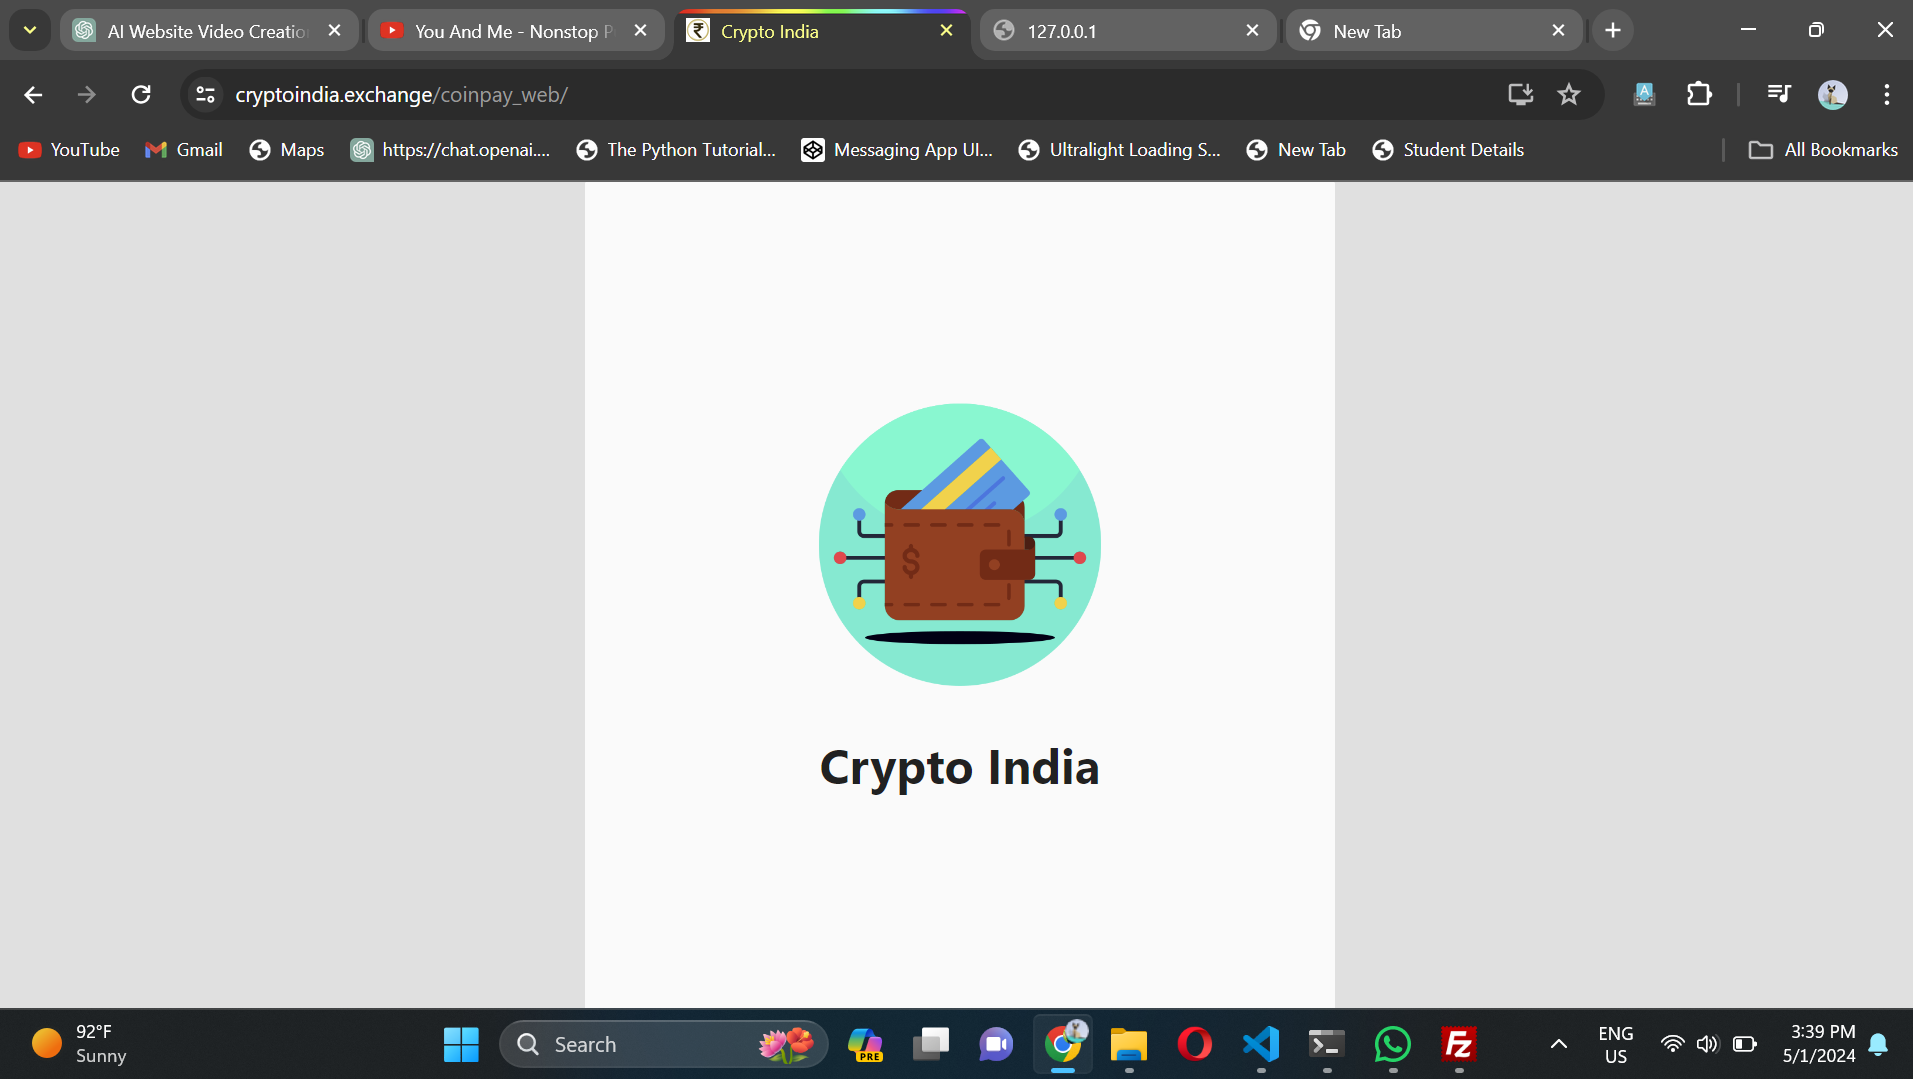 AI Website Video Creatio
You And Me - Nonstop P
Crypto India
127.0.0.1
New Tab
cryptoindia.exchange/coinpay_web/
YouTube
Gmail
Maps
https://chat.openai....
The Python Tutorial...
Messaging App UI...
Ultralight Loading S...
New Tab
Student Details
All Bookmarks
$
Crypto India
92°F
Sunny
Search
PRE
Fz
ENG
US
3:39 PM
5/1/2024